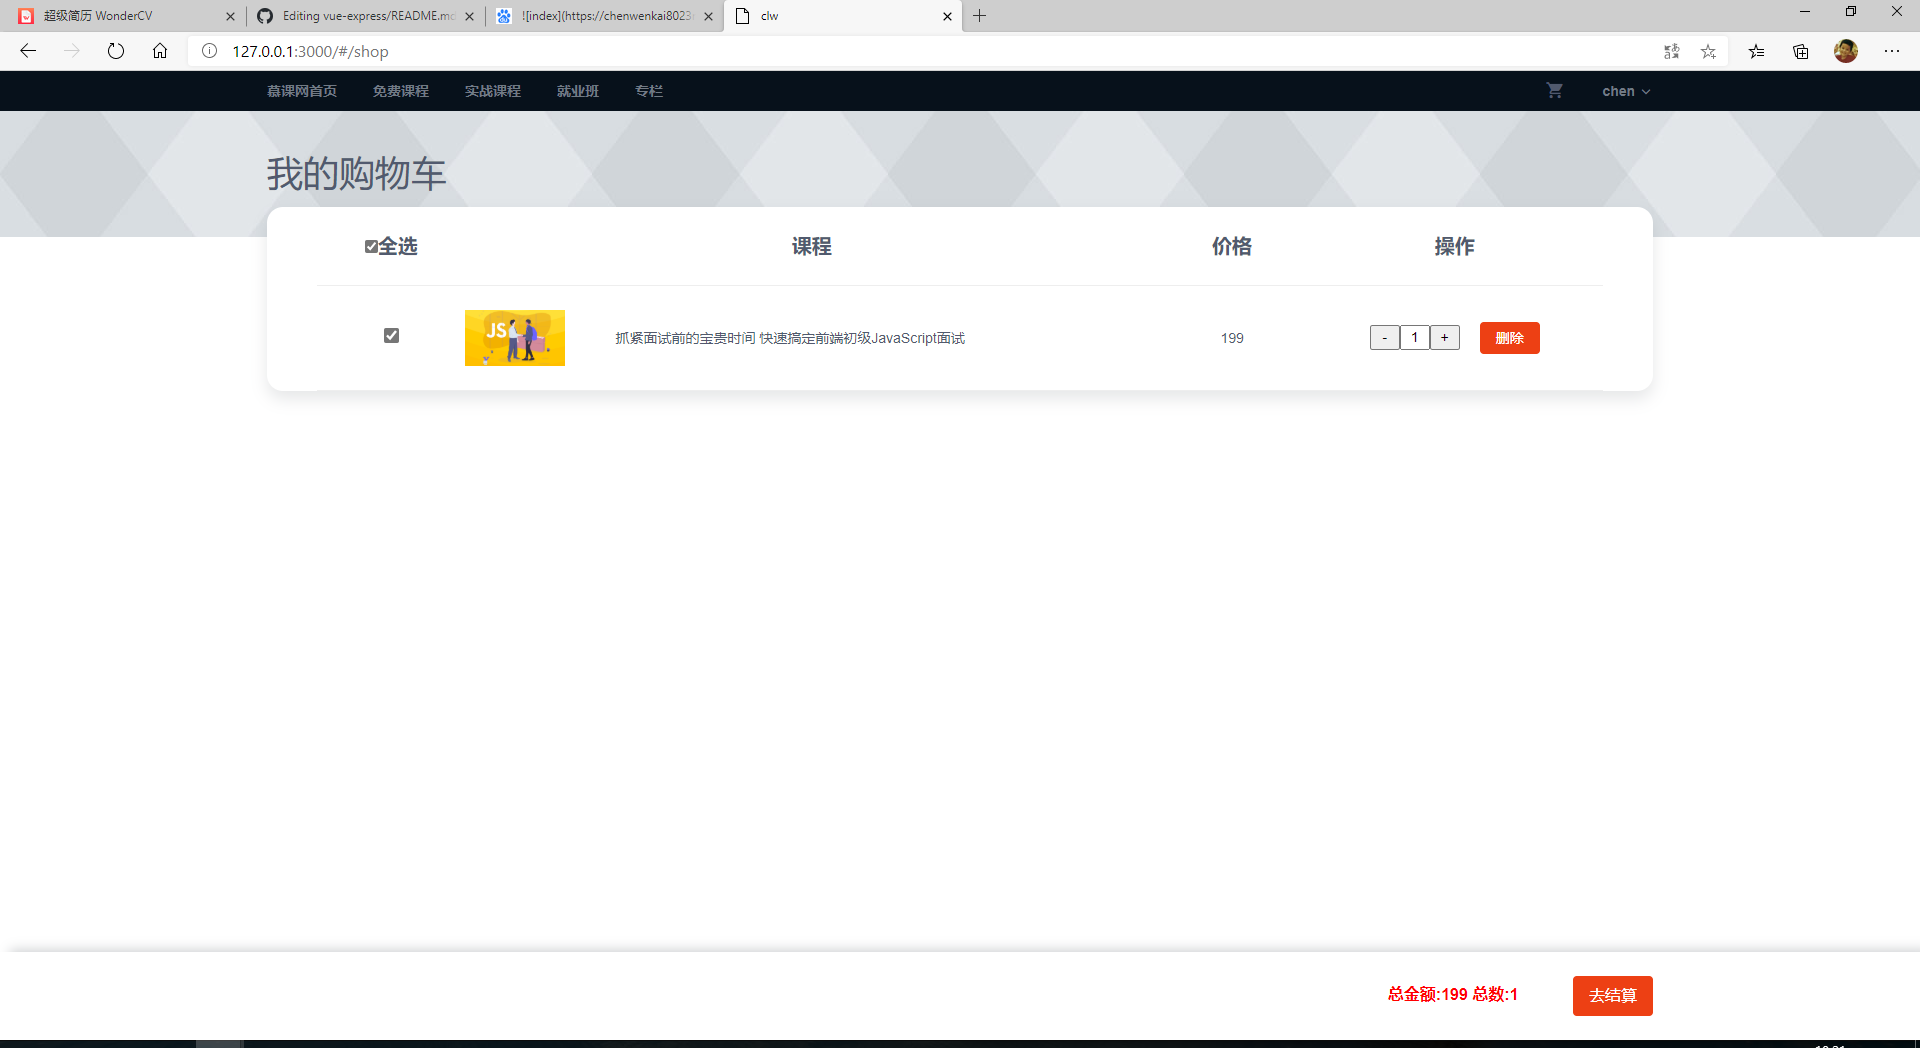 超级简历 WonderCV
Editing vue-express/README.md
![index](https://chenwenkai8023
clw
127.0.0.1:3000/#/shop
慕课网首页 免费课程 实战课程 就业班 专栏 chen
我的购物车
全选 课程 价格 操作
JS
抓紧面试前的宝贵时间 快速搞定前端初级JavaScript面试 199 - 1 + 删除
总金额:199 总数:1 去结算